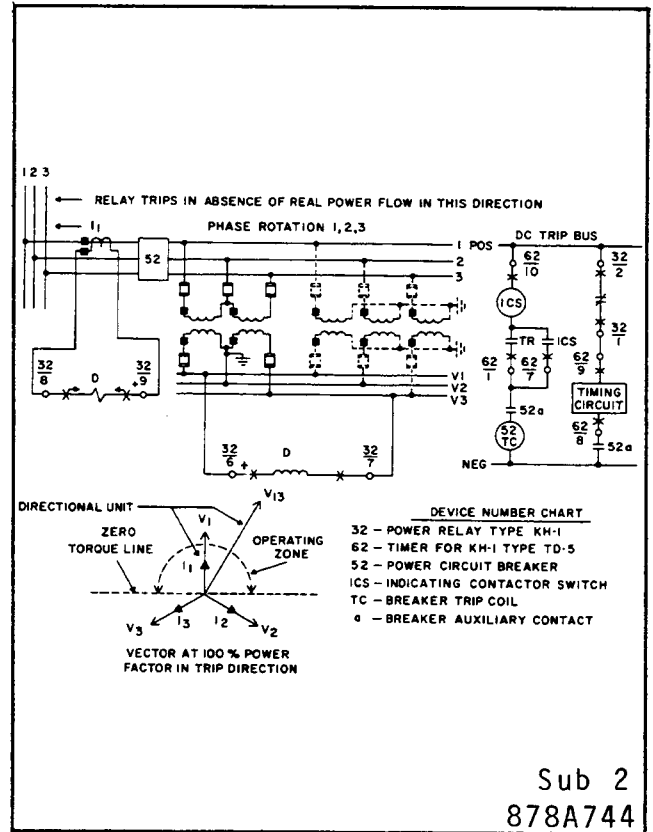 1 2 3
RELAY TRIPS IN ABSENCE OF REAL POWER FLOW IN THIS DIRECTION
I1
PHASE ROTATION 1,2,3
52
1 POS
2
3
DC TRIP BUS
62
10
32
2
ICS
TR
ICS
32
1
62
1
62
7
62
9
TIMING
CIRCUIT
52a
62
8
52
TC
52a
NEG
V1
V2
V3
32
8
D
+
32
9
32
6
+
D
32
7
DIRECTIONAL UNIT
V13
V1
ZERO
TORQUE LINE
OPERATING
ZONE
I1
V3
I3
I2
V2
VECTOR AT 100 % POWER
FACTOR IN TRIP DIRECTION
DEVICE NUMBER CHART
32 - POWER RELAY TYPE KH-1
62 - TIMER FOR KH-1 TYPE TD-5
52 - POWER CIRCUIT BREAKER
ICS - INDICATING CONTACTOR SWITCH
TC - BREAKER TRIP COIL
a - BREAKER AUXILIARY CONTACT
Sub 2
878A744